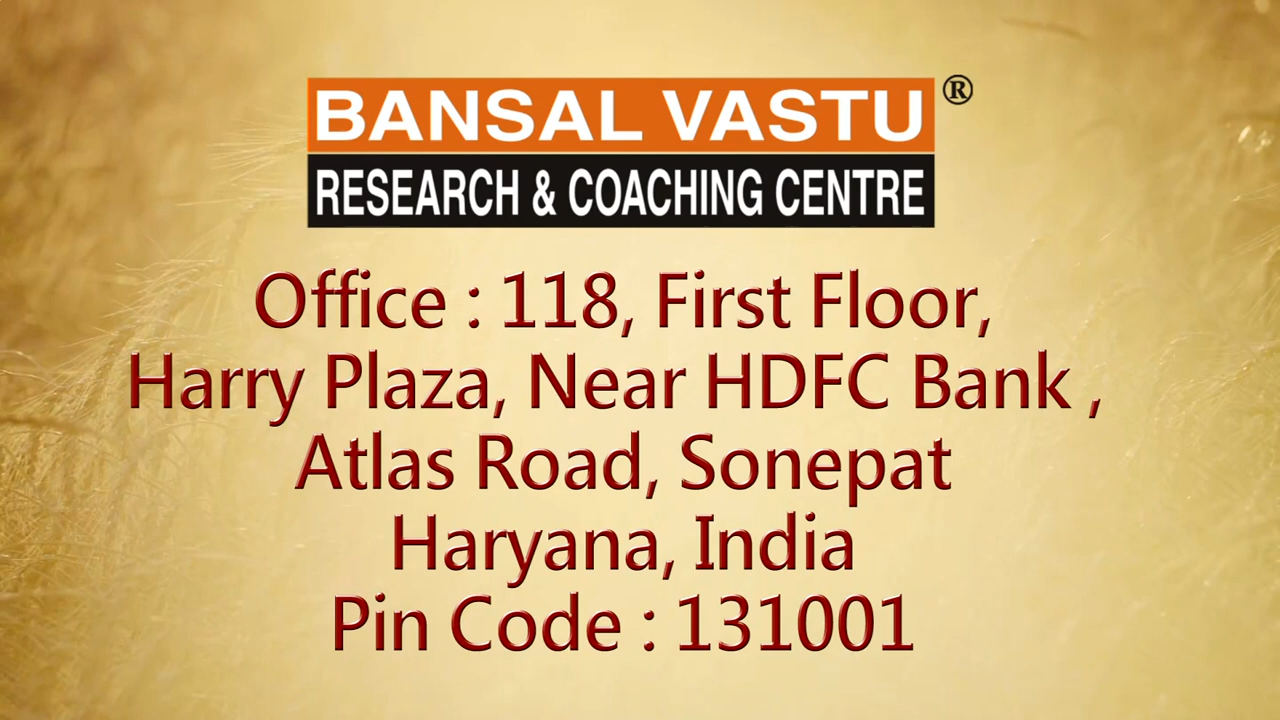 BANSAL VASTU ®
RESEARCH & COACHING CENTRE
Office : 118, First Floor,
Harry Plaza, Near HDFC Bank ,
Atlas Road, Sonepat
Haryana, India
Pin Code : 131001